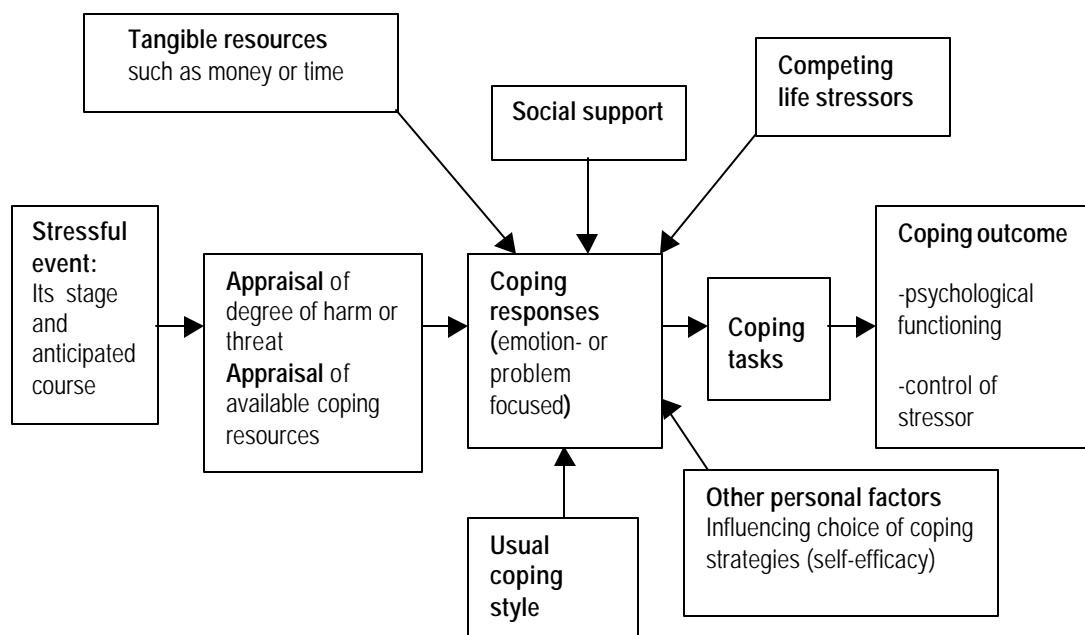 Tangible resources
such as money or time
Social support
Competing
life stressors
Stressful
event:
Its stage
and
anticipated
course
Appraisal of
degree of harm or
threat
Appraisal of
available coping
resources
Coping
responses
(emotion- or
problem
focused)
Coping
tasks
Coping outcome
-psychological
functioning
-control of
stressor
Usual
coping
style
Other personal factors
Influencing choice of coping
strategies (self-efficacy)